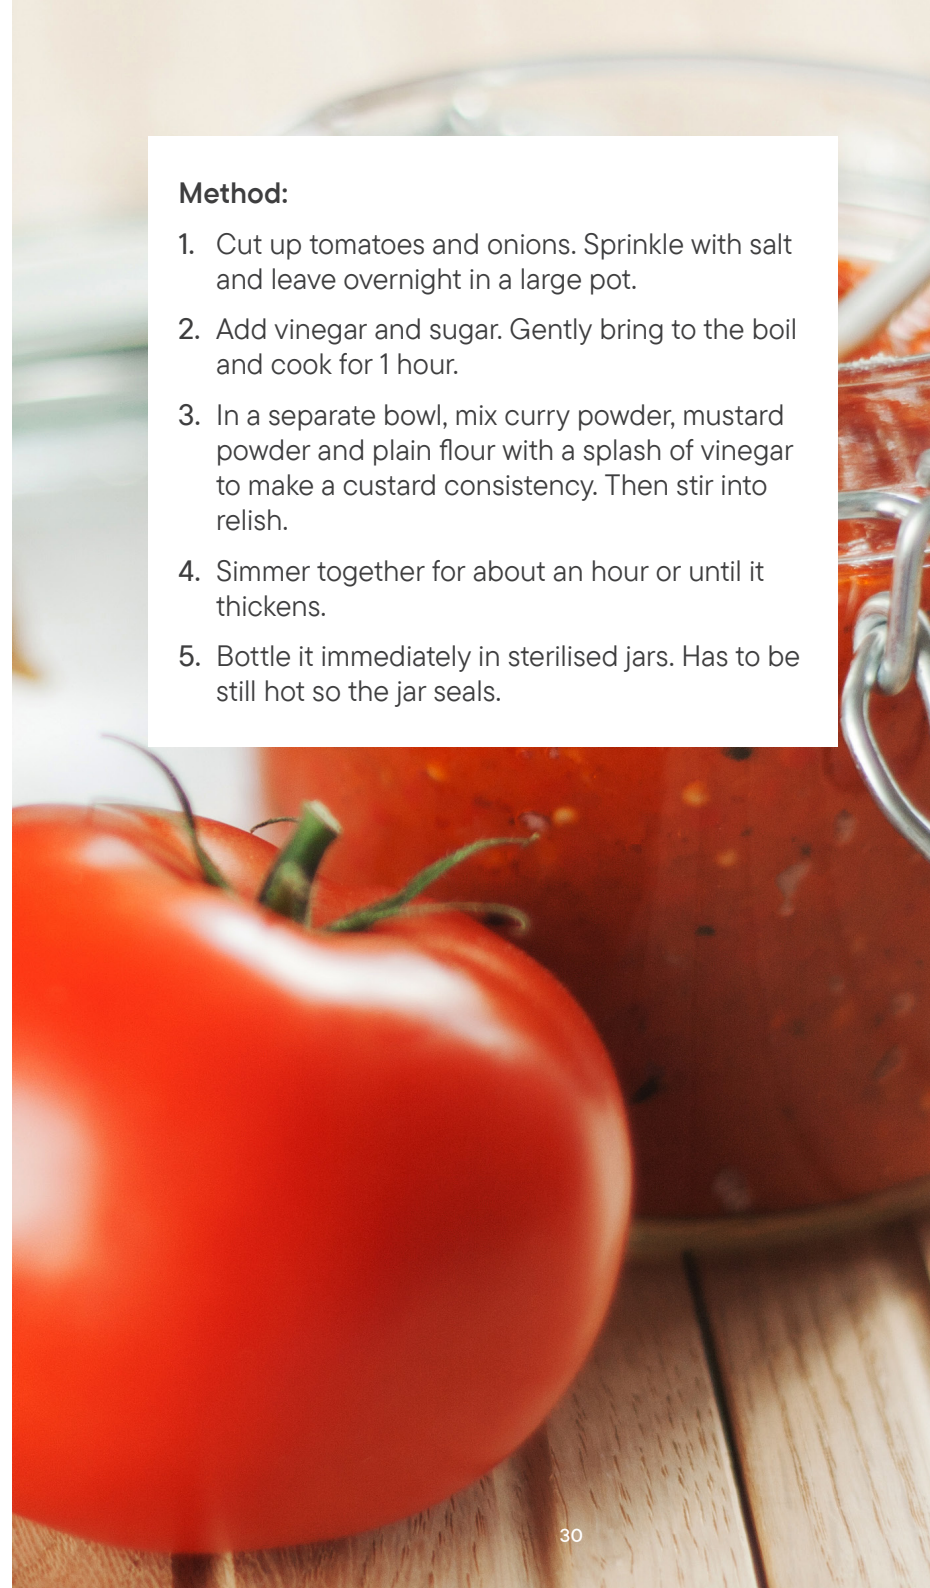 Method:
1. Cut up tomatoes and onions. Sprinkle with salt
and leave overnight in a large pot.
2. Add vinegar and sugar. Gently bring to the boil
and cook for 1 hour.
3. In a separate bowl, mix curry powder, mustard
powder and plain flour with a splash of vinegar
to make a custard consistency. Then stir into
relish.
4. Simmer together for about an hour or until it
thickens.
5. Bottle it immediately in sterilised jars. Has to be
still hot so the jar seals.
30